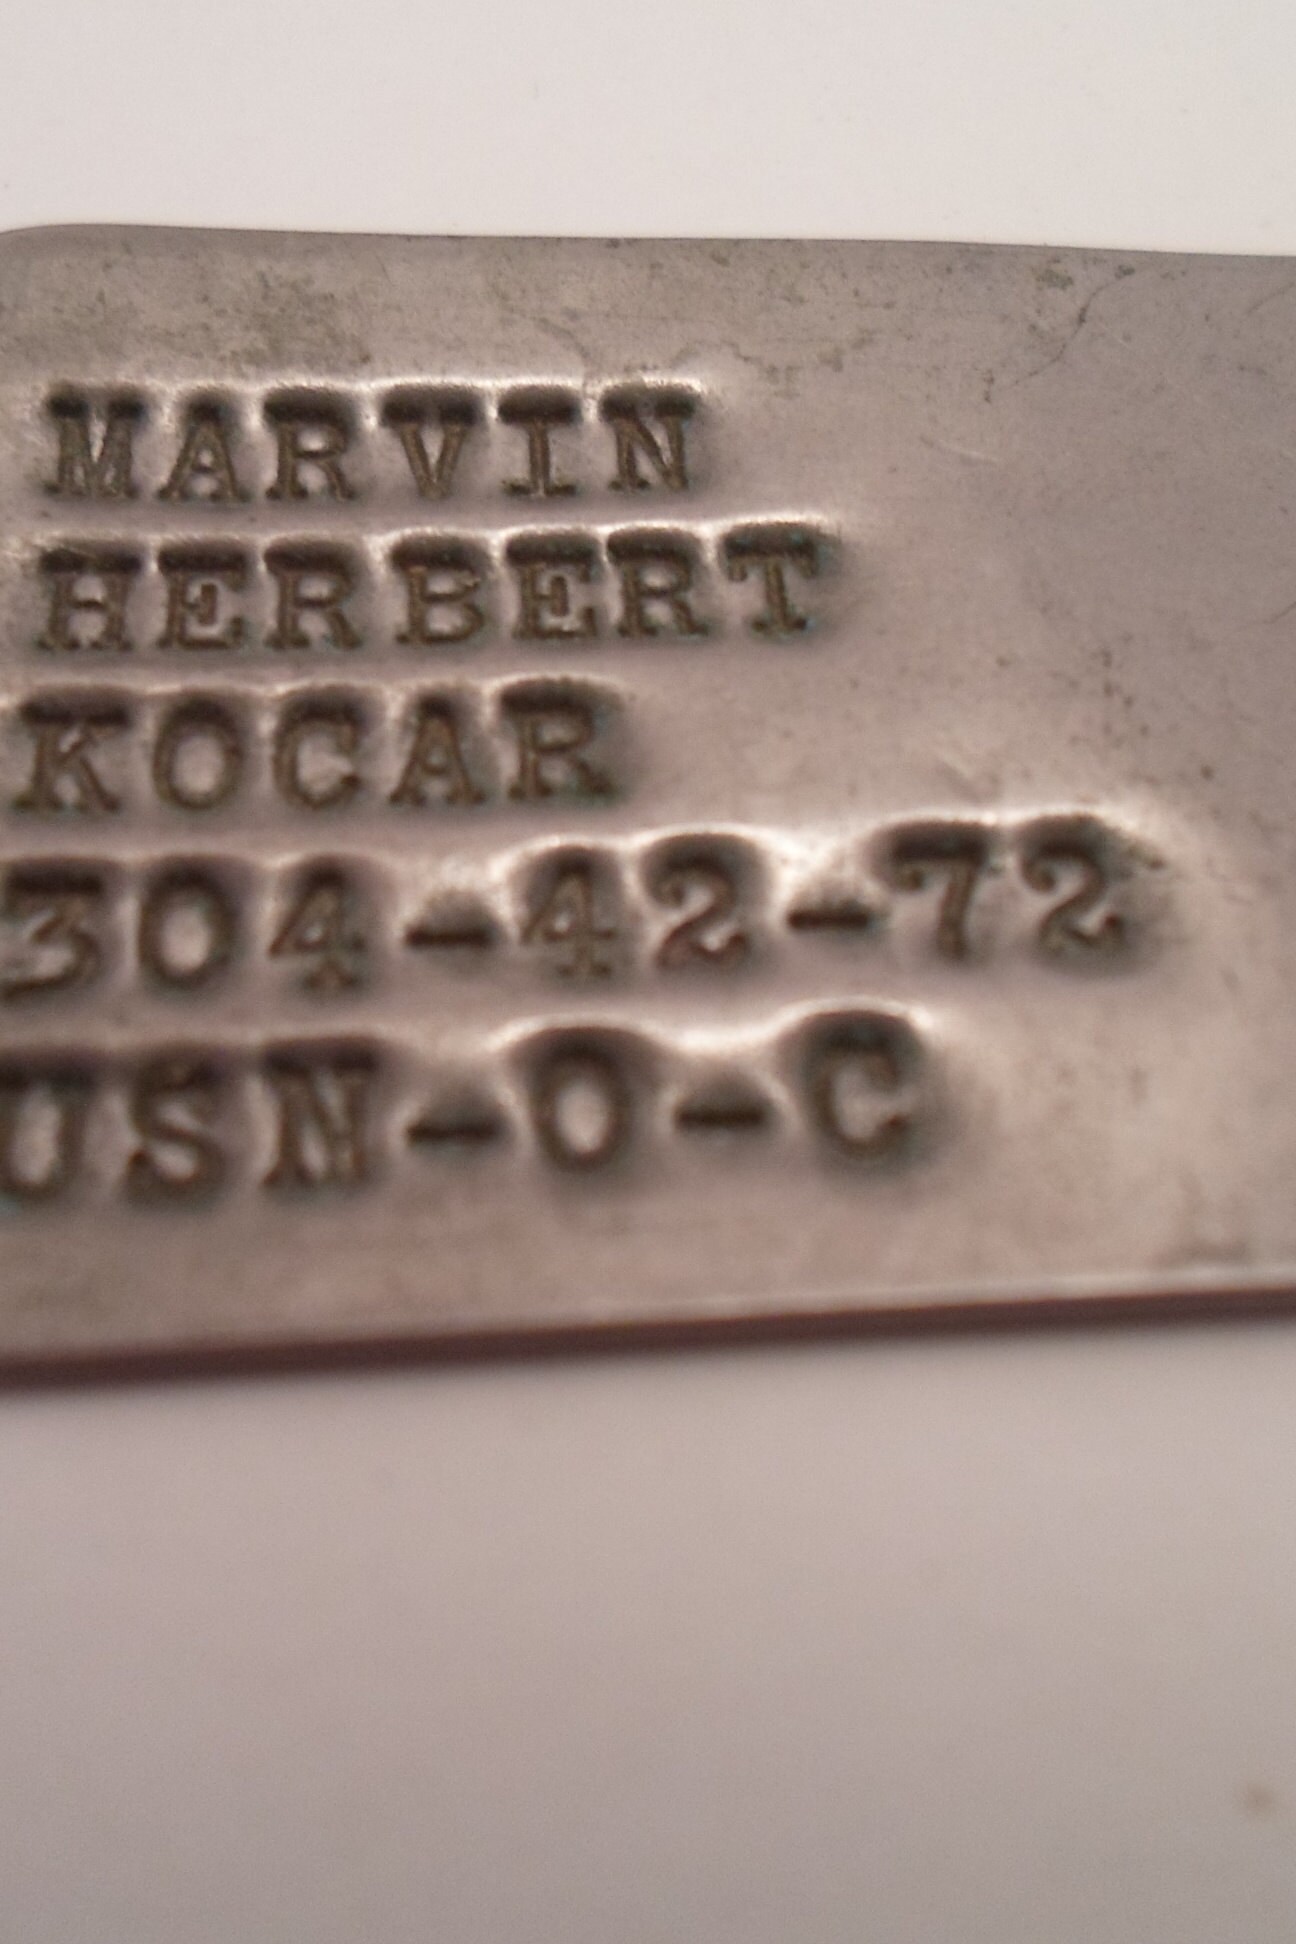 MARVIN
HERBERT
KOCAR
304-42-72
USN-O-C